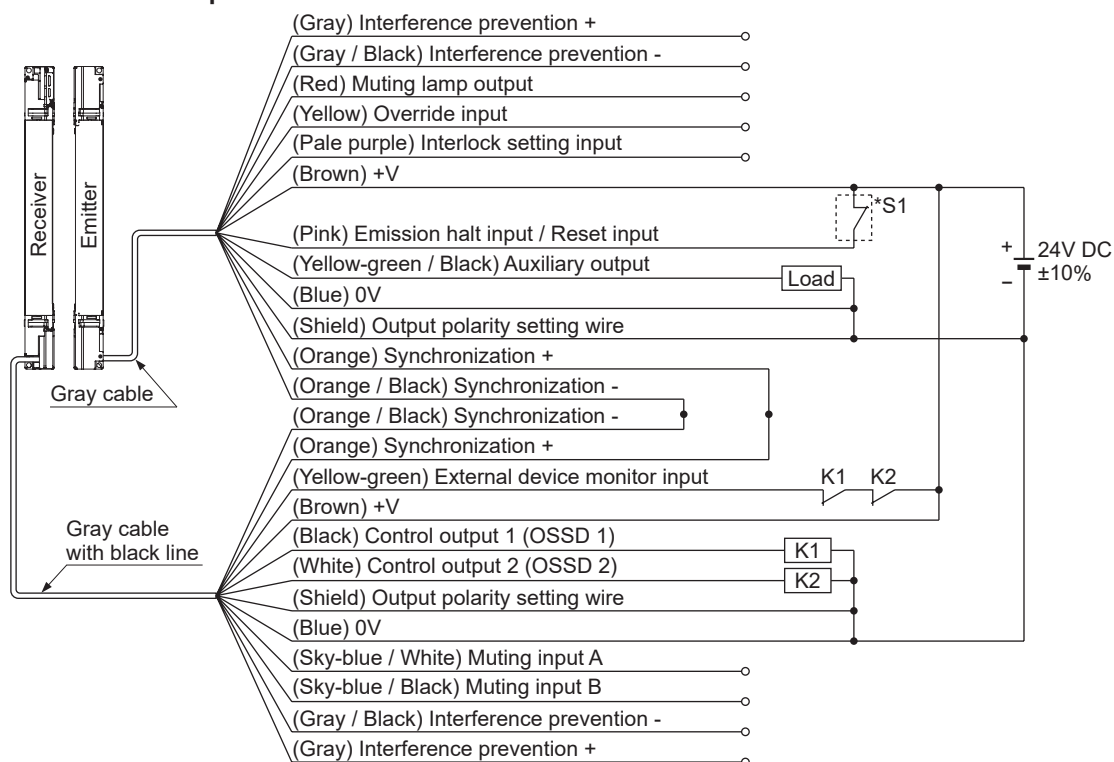 (Gray) Interference prevention +
(Gray / Black) Interference prevention -
(Red) Muting lamp output
(Yellow) Override input
(Pale purple) Interlock setting input
(Brown) +V
*S1
(Pink) Emission halt input / Reset input
(Yellow-green / Black) Auxiliary output
Load
(Blue) 0V
(Shield) Output polarity setting wire
+
24V DC
±10%
−
Receiver
Emitter
(Orange) Synchronization +
(Orange / Black) Synchronization -
Gray cable
(Orange / Black) Synchronization -
(Orange) Synchronization +
(Yellow-green) External device monitor input
K1
K2
(Brown) +V
Gray cable
with black line
(Black) Control output 1 (OSSD 1)
K1
(White) Control output 2 (OSSD 2)
K2
(Shield) Output polarity setting wire
(Blue) 0V
(Sky-blue / White) Muting input A
(Sky-blue / Black) Muting input B
(Gray / Black) Interference prevention -
(Gray) Interference prevention +